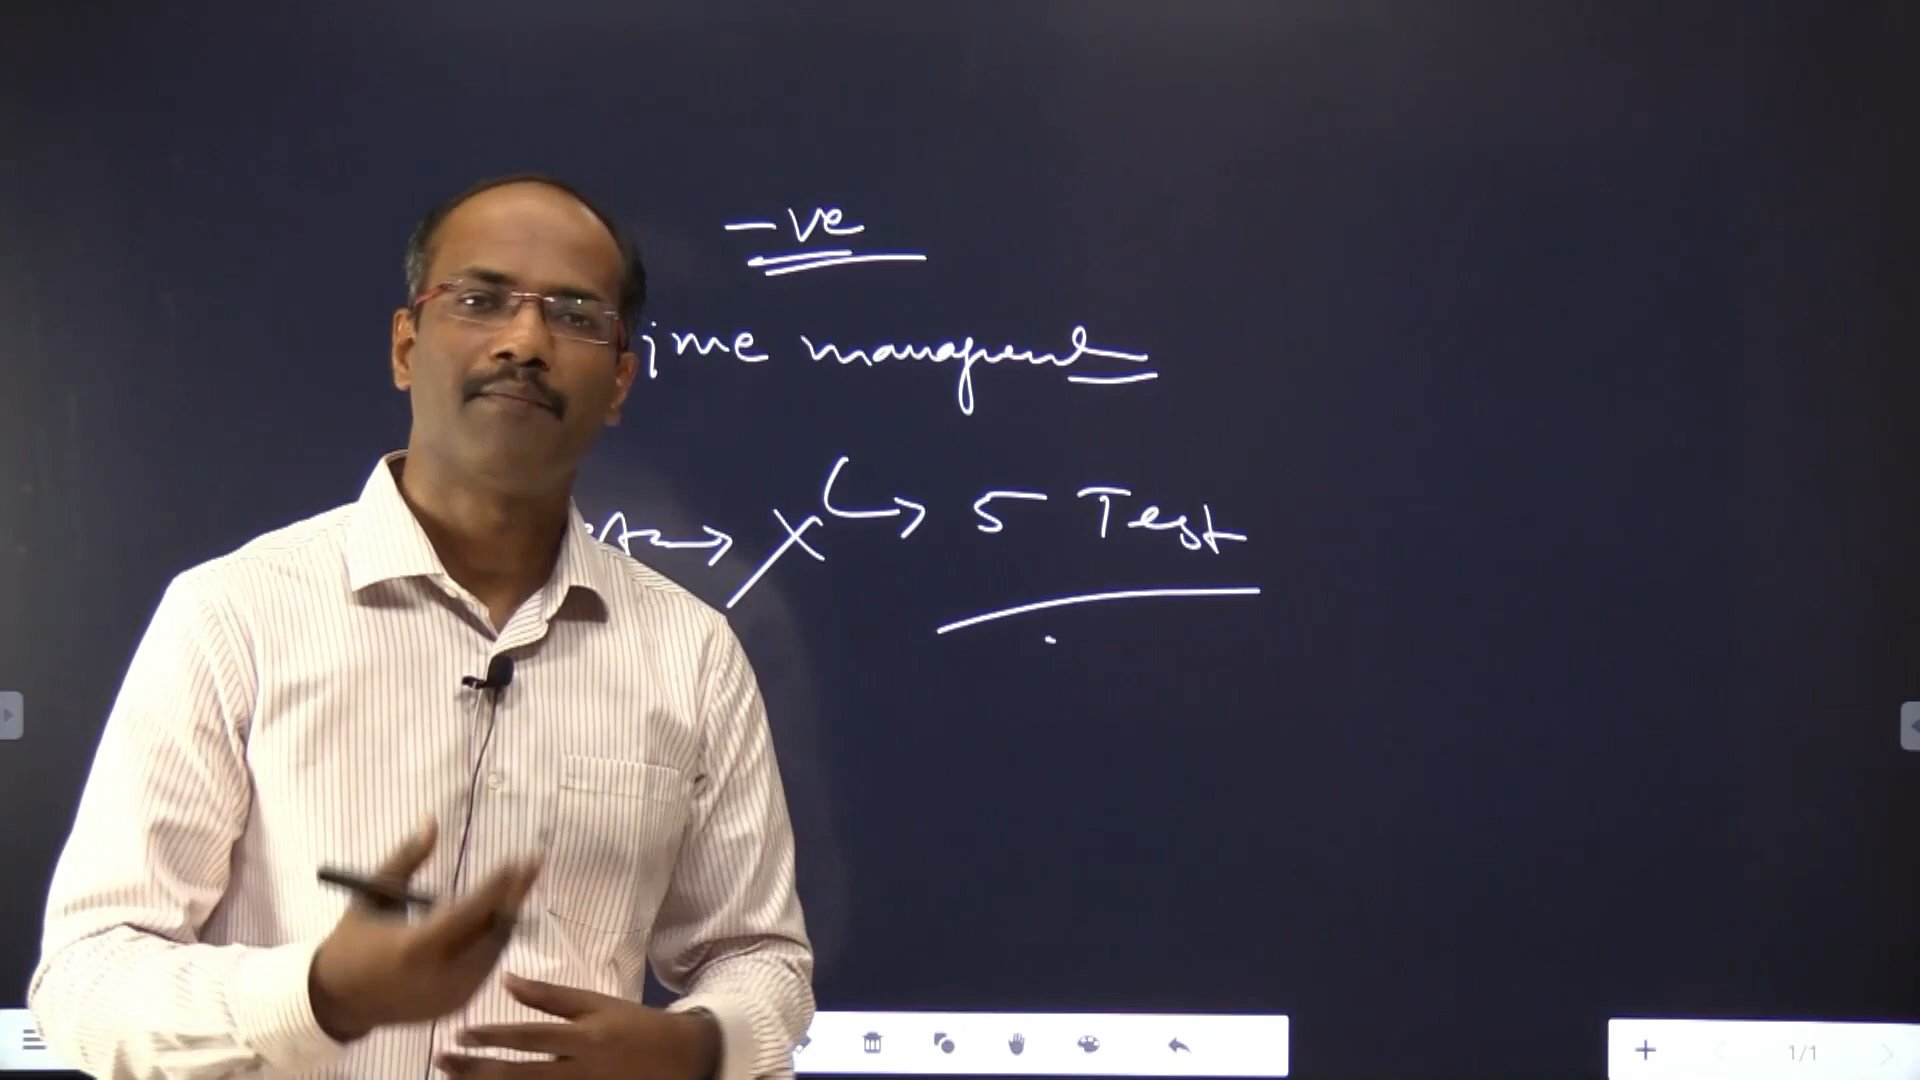 -ve
ime management
X → 5 Test
1/1